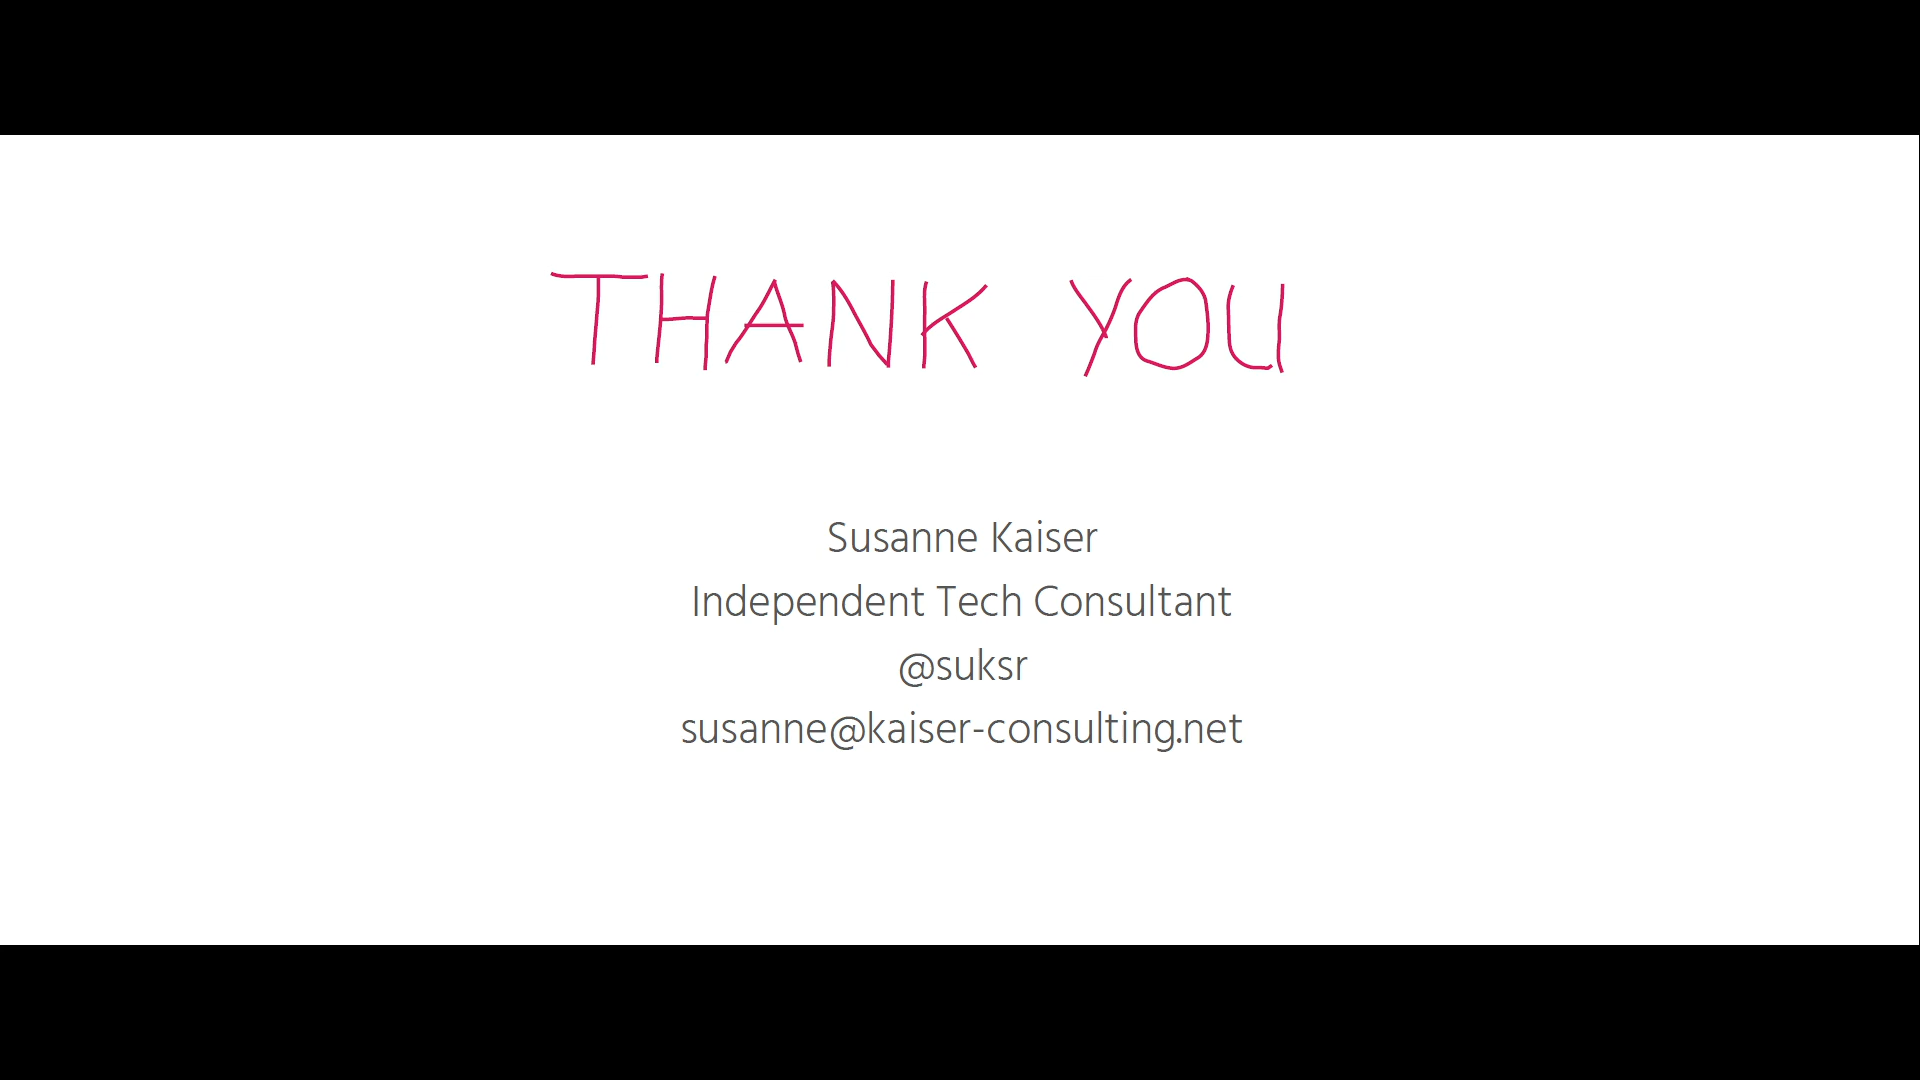 THANK YOU
Susanne Kaiser
Independent Tech Consultant
@suksr
susanne@kaiser-consulting.net